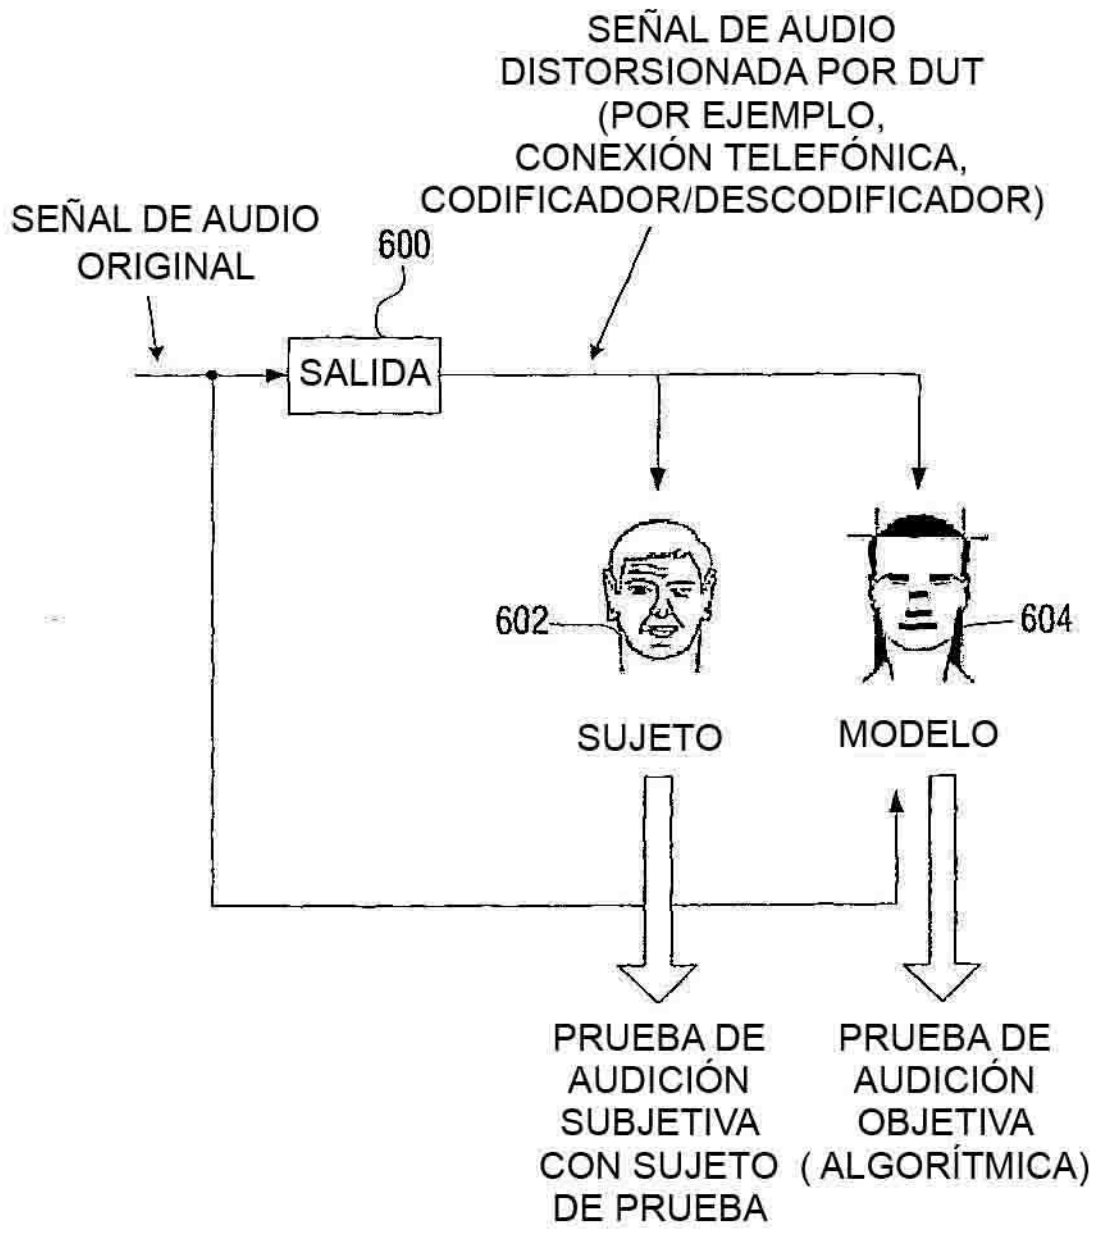 SEÑAL DE AUDIO
DISTORSIONADA POR DUT
(POR EJEMPLO,
CONEXIÓN TELEFÓNICA,
CODIFICADOR/DESCODIFICADOR)
SEÑAL DE AUDIO
ORIGINAL
600
SALIDA
602
604
SUJETO
MODELO
PRUEBA DE
AUDICIÓN
SUBJETIVA
CON SUJETO
DE PRUEBA
PRUEBA DE
AUDICIÓN
OBJETIVA
( ALGORÍTMICA)